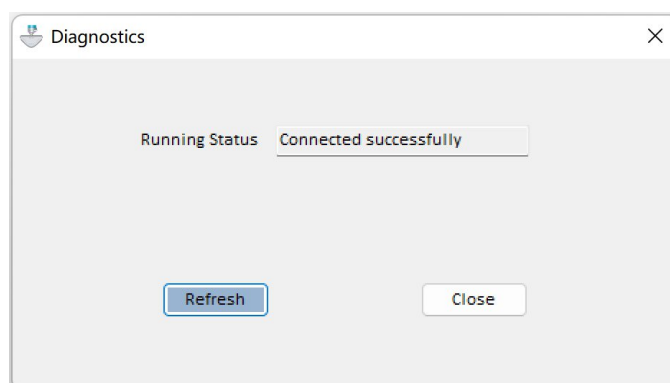 Diagnostics
Running Status Connected successfully
Refresh Close